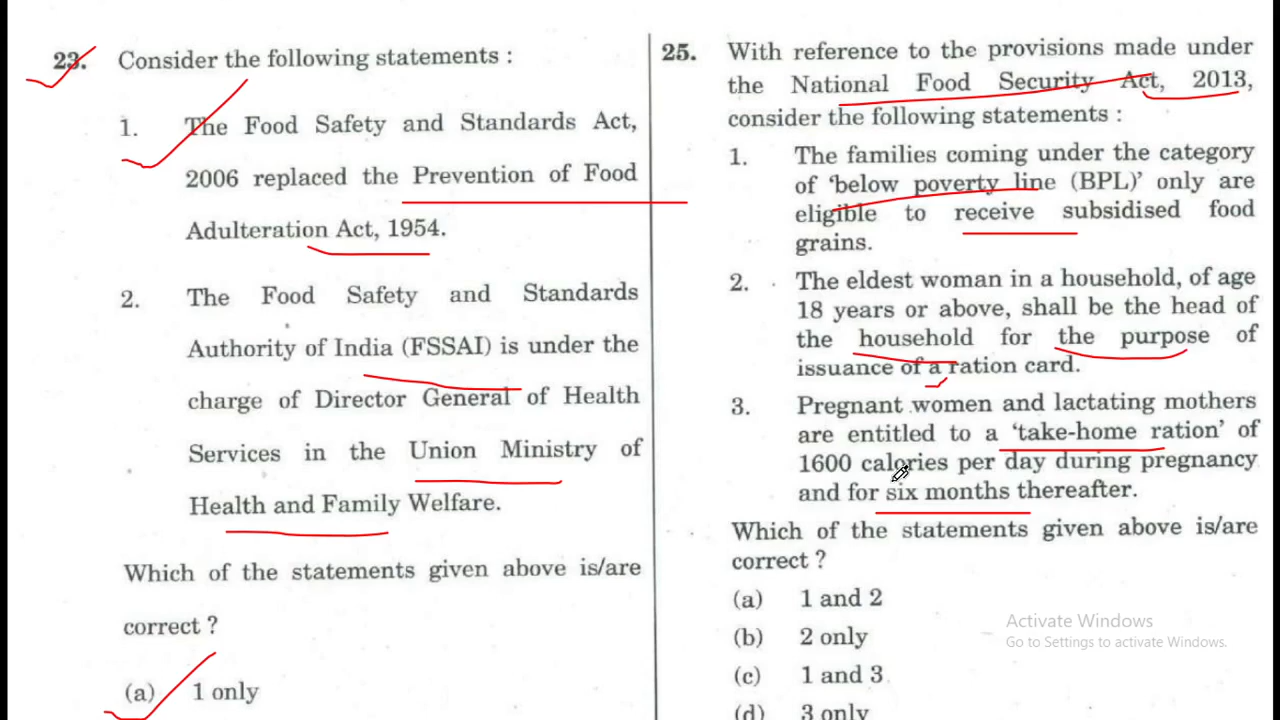 23. Consider the following statements :
1. The Food Safety and Standards Act,
2006 replaced the Prevention of Food
Adulteration Act, 1954.
2. The Food Safety and Standards
Authority of India (FSSAI) is under the
charge of Director General of Health
Services in the Union Ministry of
Health and Family Welfare.
Which of the statements given above is/are
correct ?
(a) 1 only
25. With reference to the provisions made under
the National Food Security Act, 2013,
consider the following statements :
1. The families coming under the category
of ‘below poverty line (BPL)’ only are
eligible to receive subsidised food
grains.
2. The eldest woman in a household, of age
18 years or above, shall be the head of
the household for the purpose of
issuance of a ration card.
3. Pregnant women and lactating mothers
are entitled to a ‘take-home ration’ of
1600 calories per day during pregnancy
and for six months thereafter.
Which of the statements given above is/are
correct ?
(a) 1 and 2
(b) 2 only
(c) 1 and 3
(d) 3 only
Activate Windows
Go to Settings to activate Windows.